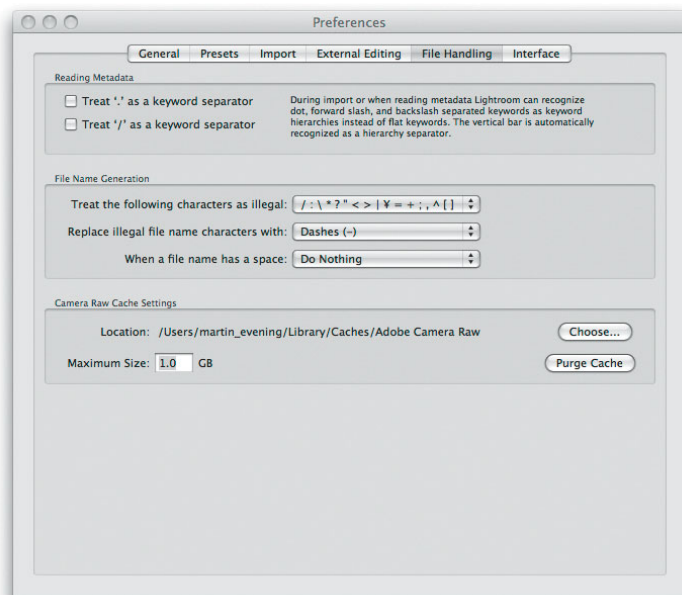 Preferences
General Presets Import External Editing File Handling Interface
Reading Metadata
Treat '.' as a keyword separator
Treat '/' as a keyword separator
During import or when reading metadata Lightroom can recognize
dot, forward slash, and backslash separated keywords as keyword
hierarchies instead of flat keywords. The vertical bar is automatically
recognized as a hierarchy separator.
File Name Generation
Treat the following characters as illegal: / : \ * ? " < > | ¥ = + ; , ^ [ ]
Replace illegal file name characters with: Dashes (-)
When a file name has a space: Do Nothing
Camera Raw Cache Settings
Location: /Users/martin_evening/Library/Caches/Adobe Camera Raw Choose...
Maximum Size: 1.0 GB Purge Cache